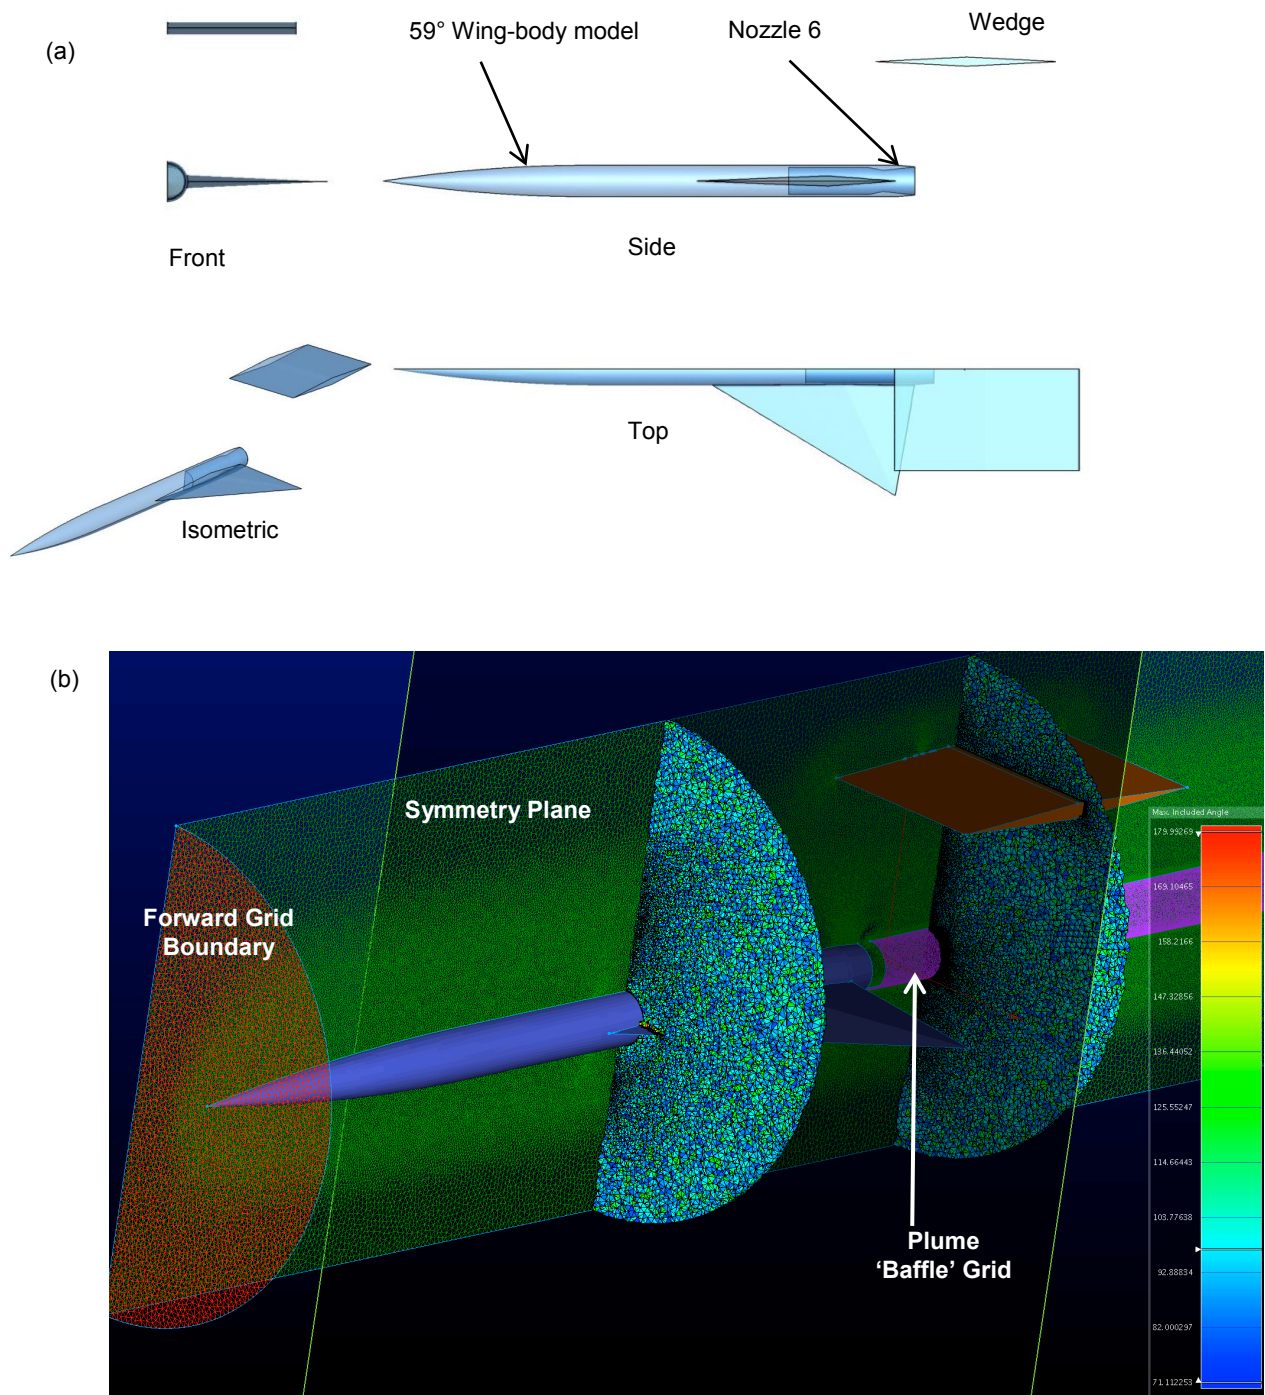 (a)
59° Wing-body model
Nozzle 6
Wedge
Front
Side
Top
Isometric
(b)
Symmetry Plane
Forward Grid
Boundary
Plume
‘Baffle’ Grid
Max. Included Angle
179.99269
169.10465
158.2166
147.32856
136.44052
125.55247
114.66443
103.77638
92.88834
82.000297
71.112253